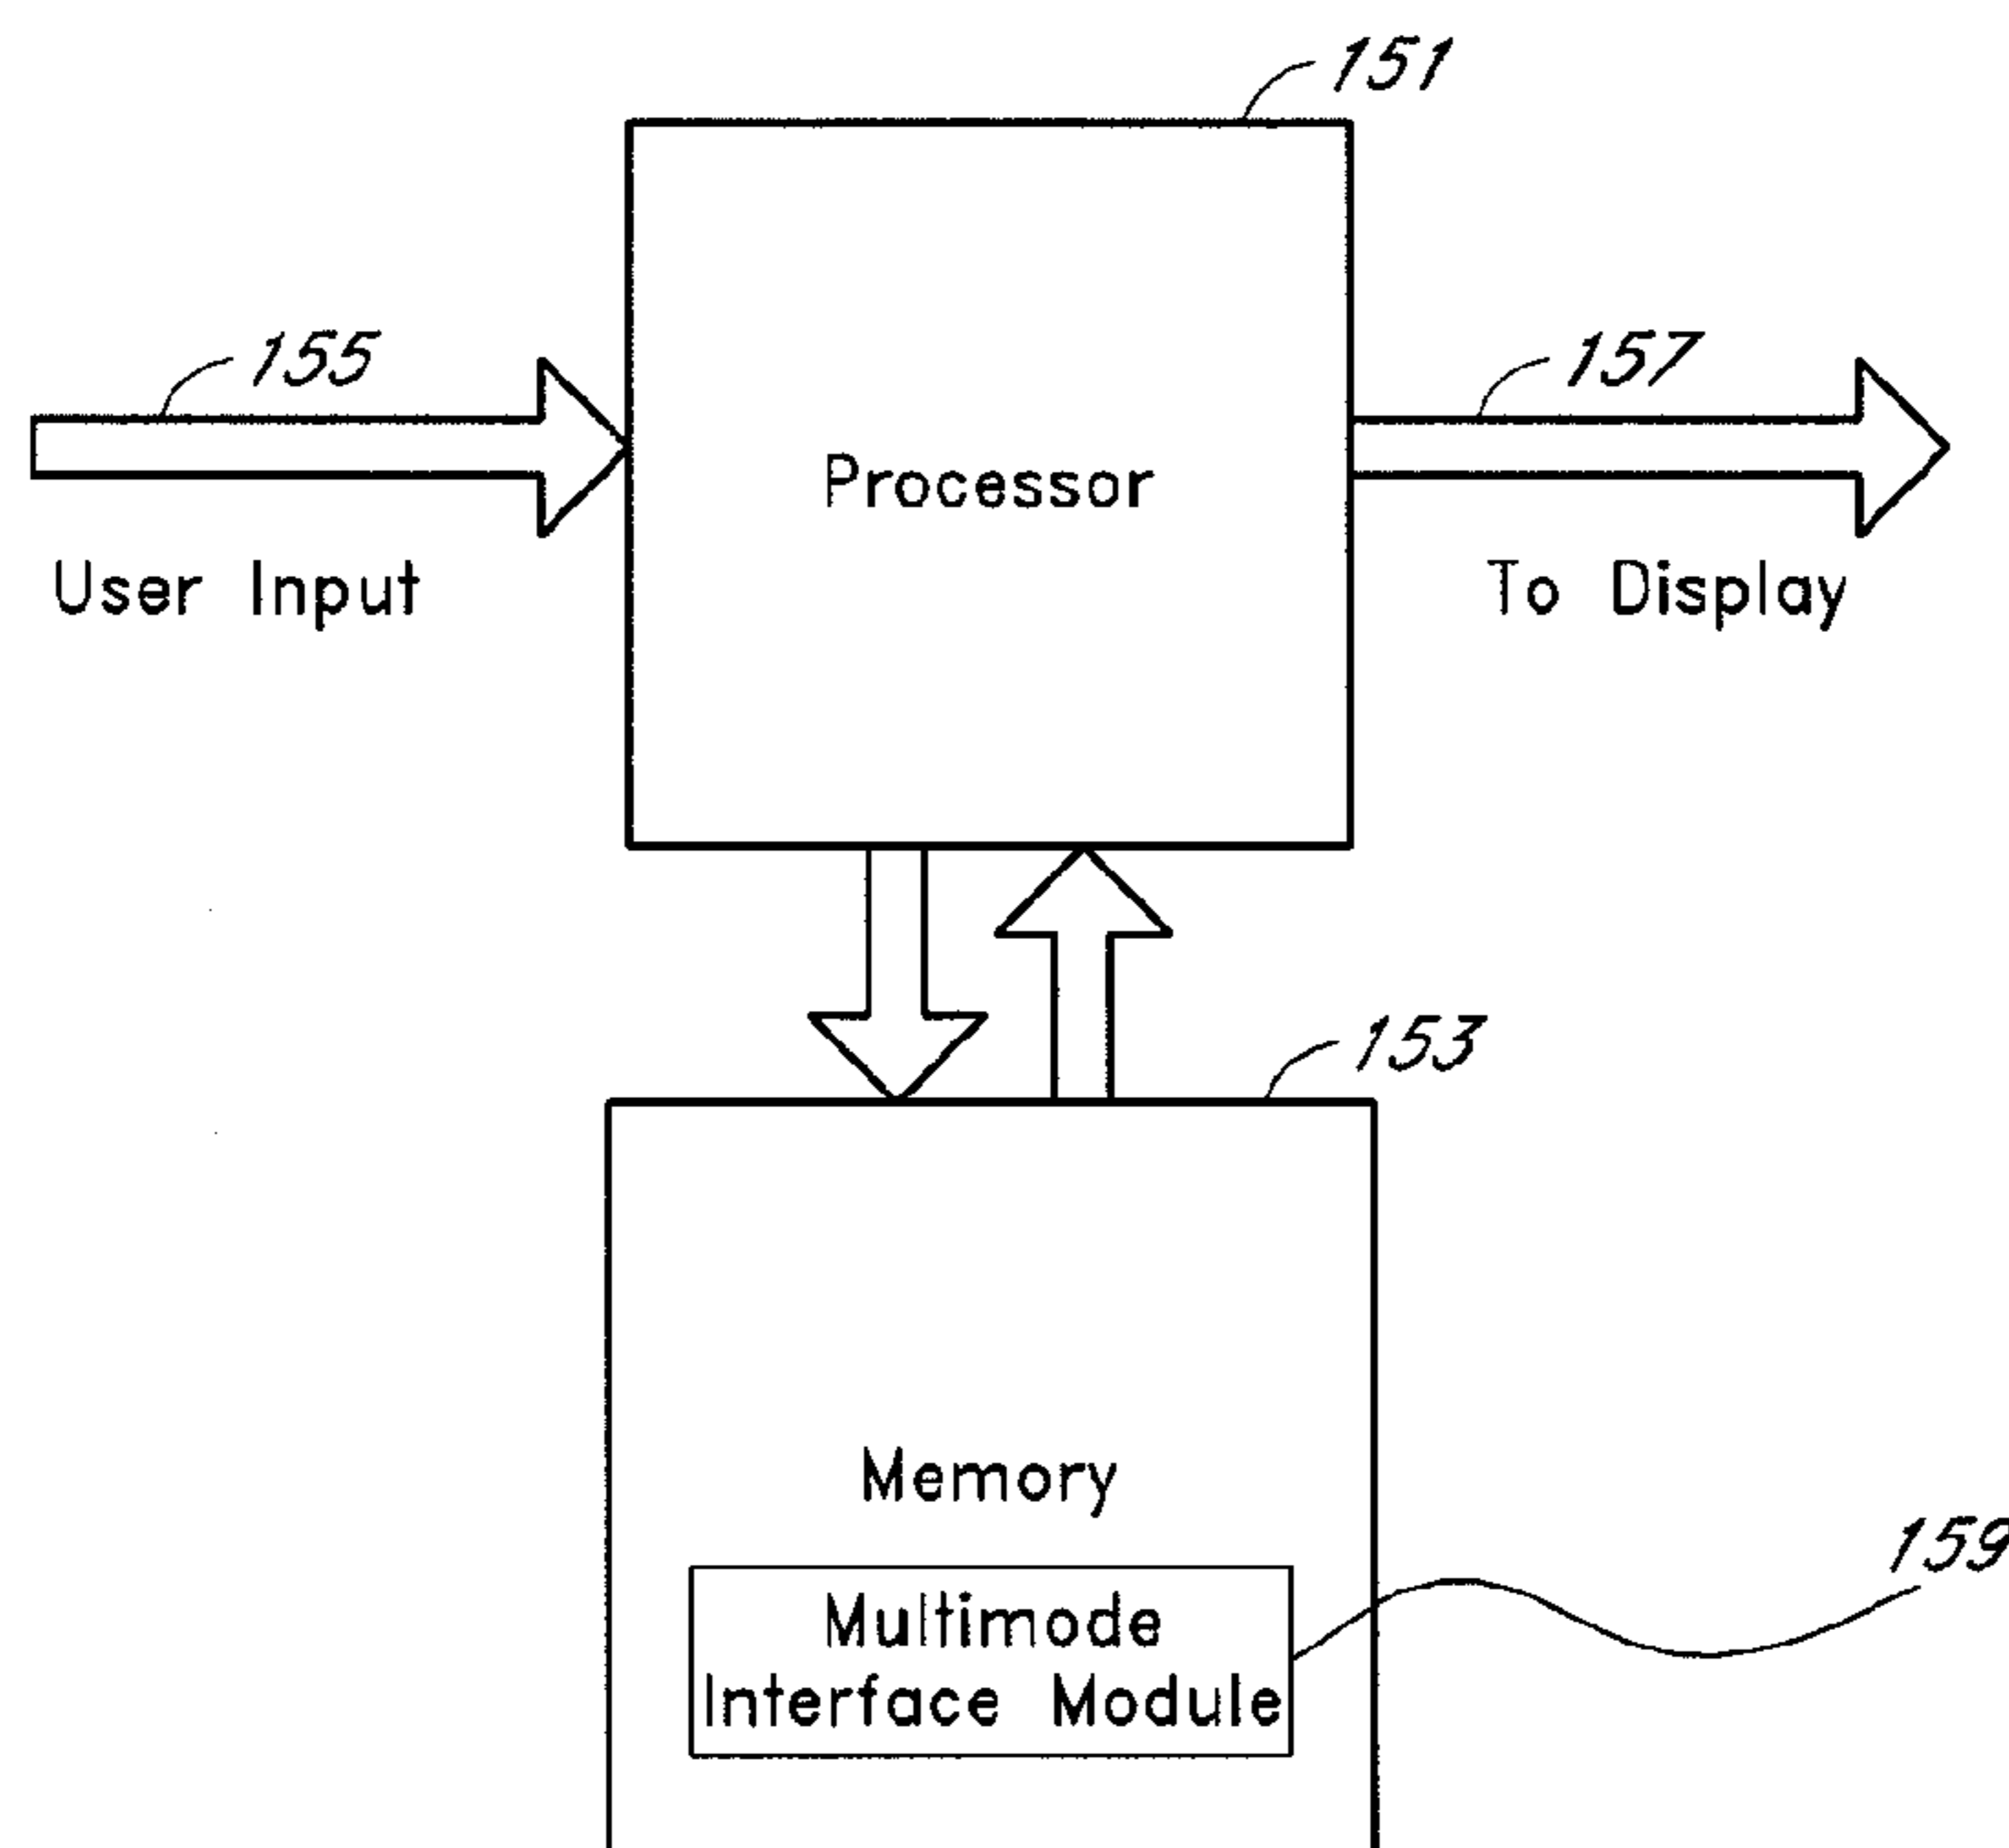 151
155
157
Processor
User Input
To Display
153
Memory
159
Multimode
Interface Module